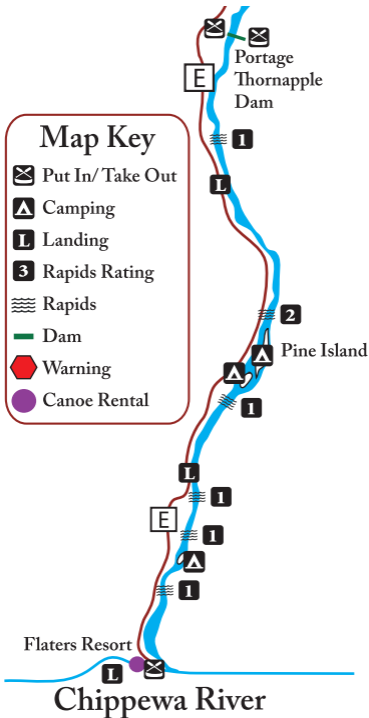 Portage
Thornapple
Dam
E
1
L
Map Key
Put In/ Take Out
Camping
L Landing
3 Rapids Rating
Rapids
Dam
Warning
Canoe Rental
2
Pine Island
1
L
1
E
1
1
Flaters Resort
L
Chippewa River